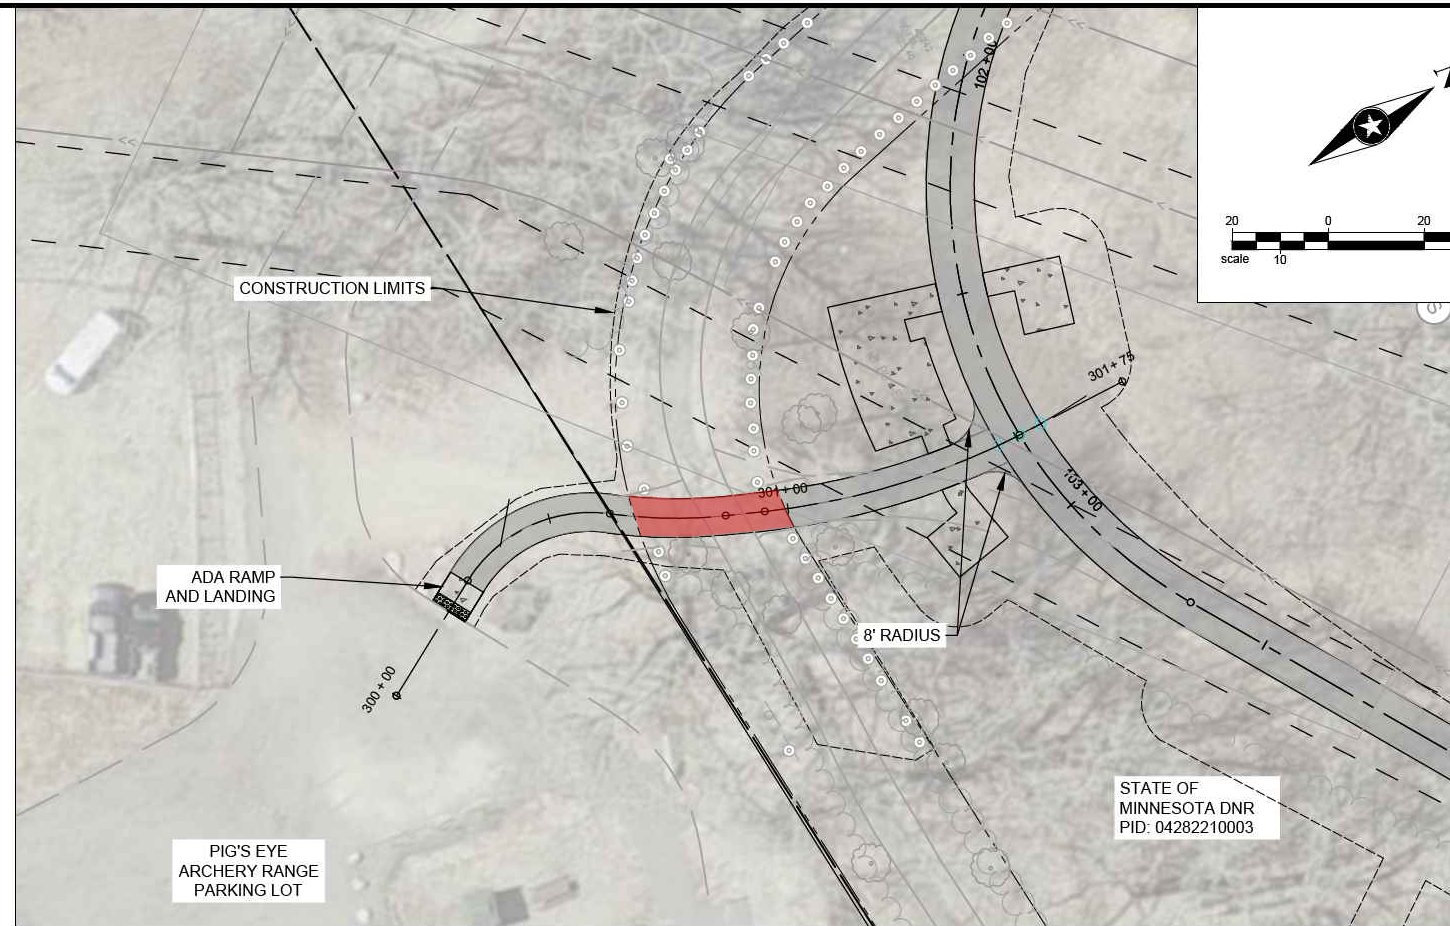 102 + 00
20 0 20
scale 10
CONSTRUCTION LIMITS
301 + 75
103 + 00
301 + 00
ADA RAMP
AND LANDING
8' RADIUS
300 + 00
STATE OF
MINNESOTA DNR
PID: 04282210003
PIG'S EYE
ARCHERY RANGE
PARKING LOT